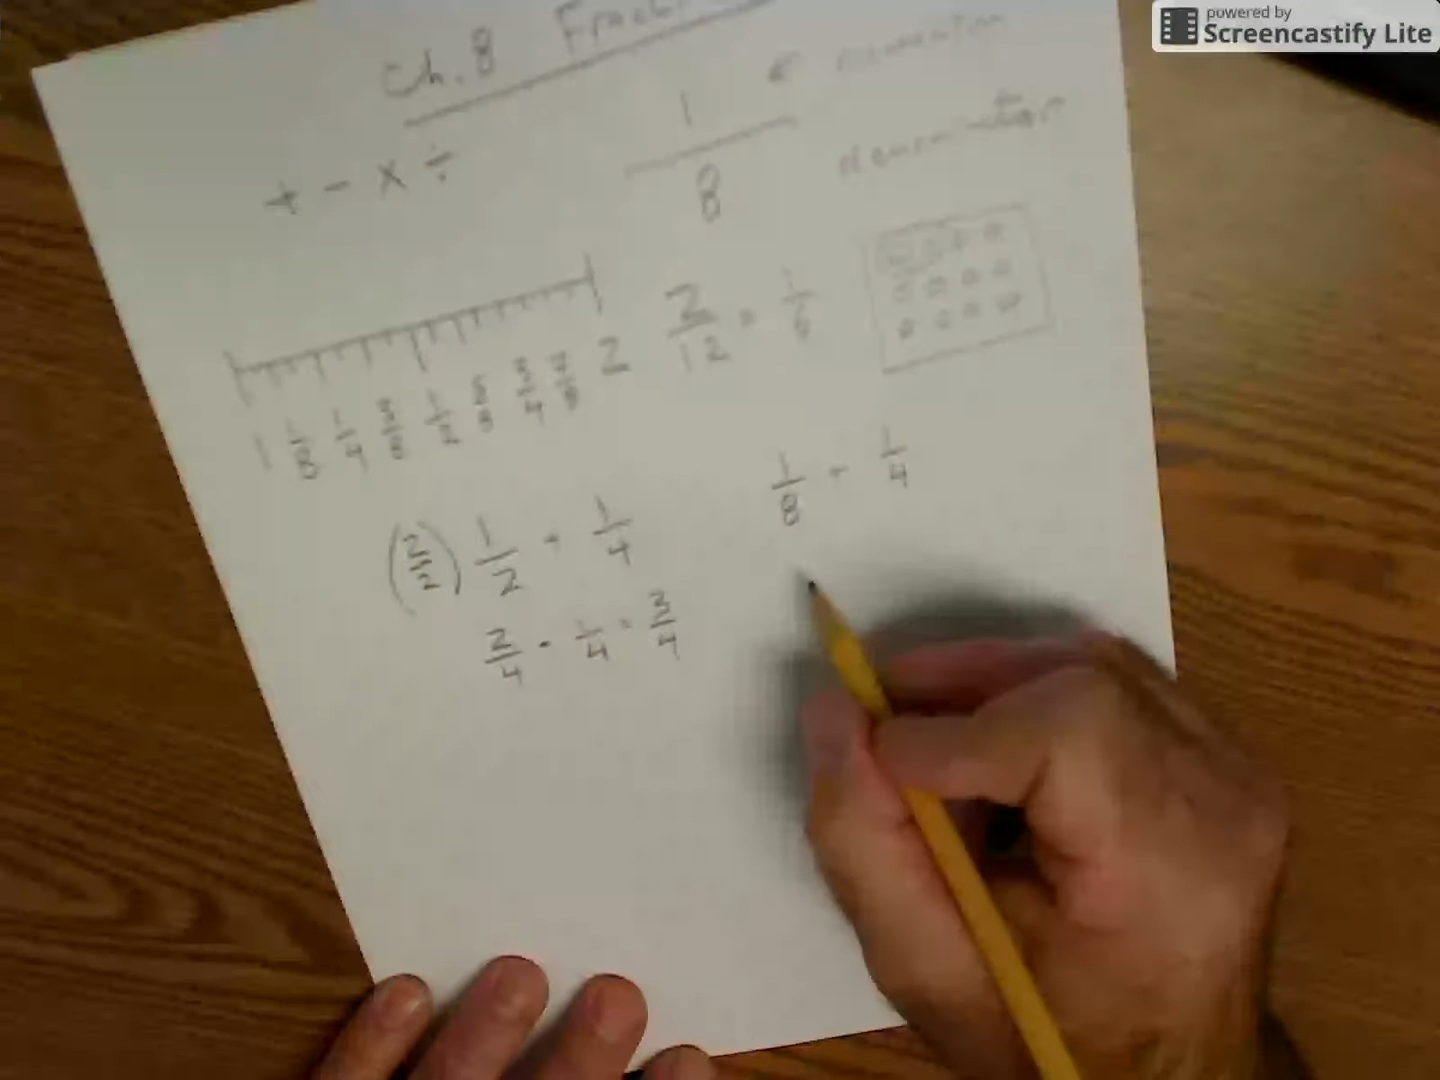 powered by
Screencastify Lite
Ch. 8
+ - x ÷
1
8
denominator
2/12 = 1/6
1 1/8 1/4 3/8 1/2 5/8 3/4 7/8 2
1/8 + 1/4
(2/2) 1/2 + 1/4
2/4 + 1/4 = 3/4